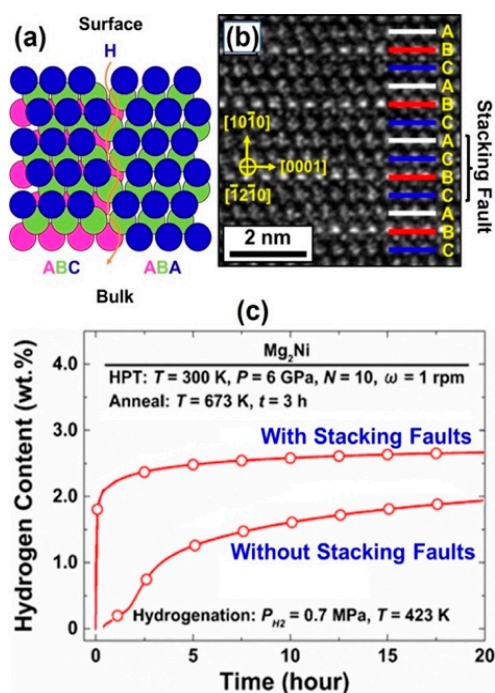 (a)
Surface
H
ABC
ABA
Bulk
(b)
A
B
C
A
B
C
A
C
B
C
A
B
C
Stacking Fault
[101̄0]
[0001]
[1̄21̄0]
2 nm
(c)
Mg₂Ni
HPT: T = 300 K, P = 6 GPa, N = 10, ω = 1 rpm
Anneal: T = 673 K, t = 3 h
With Stacking Faults
Without Stacking Faults
Hydrogenation: P_H2 = 0.7 MPa, T = 423 K
Hydrogen Content (wt.%)
4.0
3.0
2.0
1.0
0
0
5
10
15
20
Time (hour)